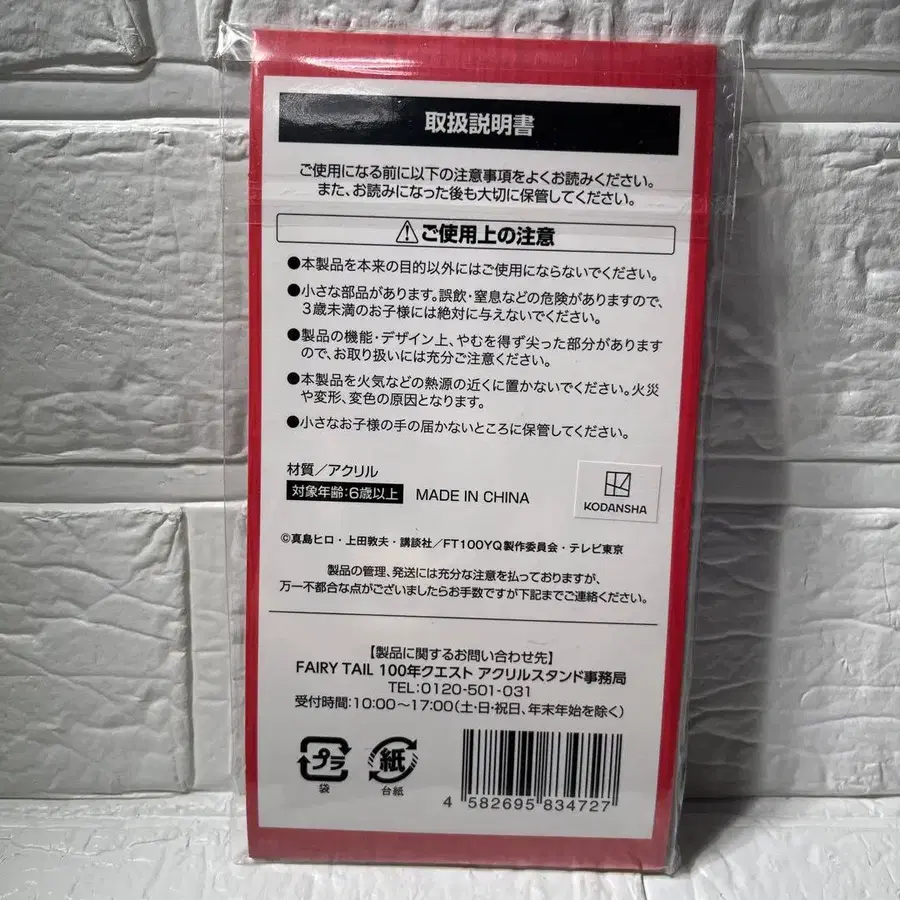 取扱説明書
ご使用になる前に以下の注意事項をよくお読みください。
また、お読みになった後も大切に保管してください。
⚠ご使用上の注意
●本製品を本来の目的以外にはご使用にならないでください。
●小さな部品があります。誤飲・窒息などの危険がありますので、
３歳未満のお子様には絶対に与えないでください。
●製品の機能・デザイン上、やむを得ず尖った部分があります
ので、お取り扱いには充分ご注意ください。
●本製品を火気などの熱源の近くに置かないでください。火災
や変形、変色の原因となります。
●小さなお子様の手の届かないところに保管してください。
材質／アクリル
対象年齢:6歳以上 MADE IN CHINA
KODANSHA
©真島ヒロ・上田敦夫・講談社／FT100YQ製作委員会・テレビ東京
製品の管理、発送には充分な注意を払っておりますが、
万一不都合な点がございましたらお手数ですが下記までご連絡ください。
【製品に関するお問い合わせ先】
FAIRY TAIL 100年クエスト アクリルスタンド事務局
TEL:0120-501-031
受付時間:10:00〜17:00(土・日・祝日、年末年始を除く)
プラ 紙
袋 台紙
4 582695 834727